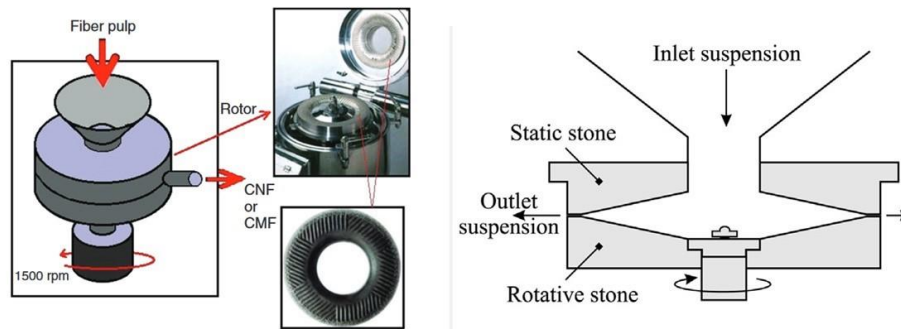 Fiber pulp
Rotor
CNF
or
CMF
1500 rpm
Inlet suspension
Static stone
Outlet
suspension
Rotative stone